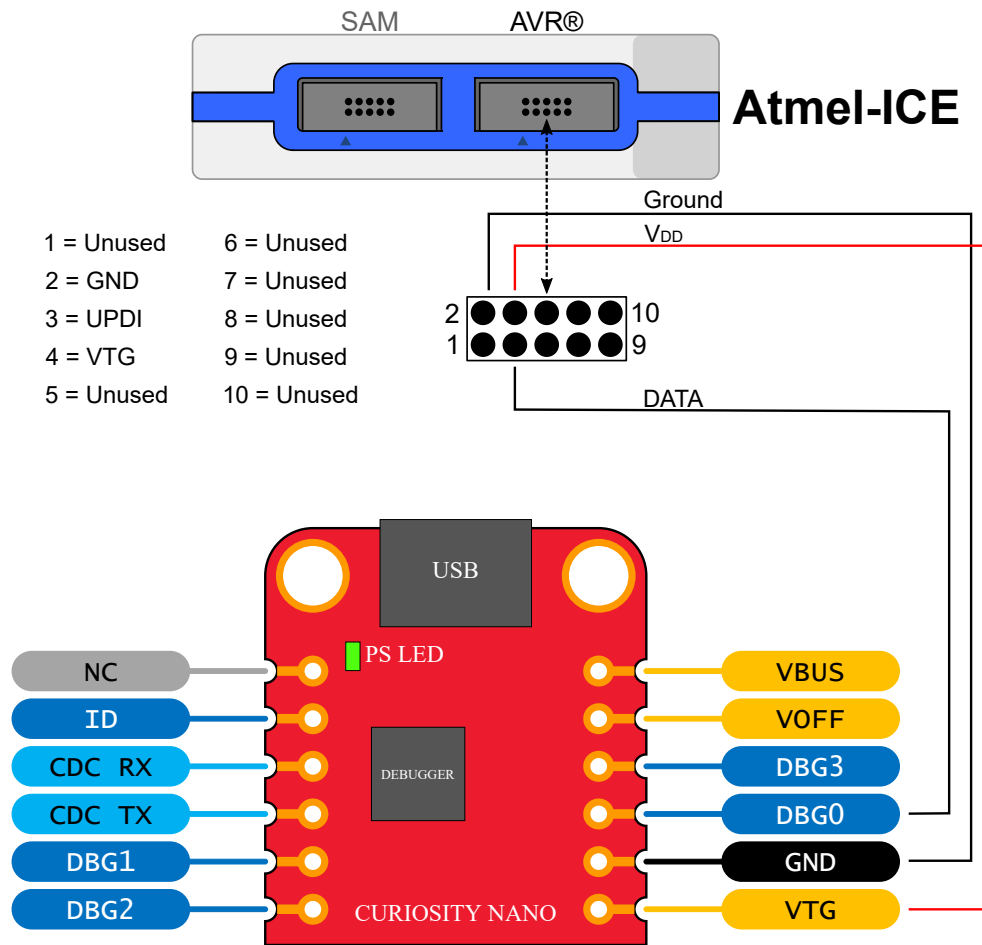 SAM AVR®
Atmel-ICE
Ground
VDD
1 = Unused 6 = Unused
2 = GND 7 = Unused
3 = UPDI 8 = Unused
4 = VTG 9 = Unused
5 = Unused 10 = Unused
2 10
1 9
DATA
USB
PS LED
NC VBUS
ID VOFF
CDC RX DBG3
DEBUGGER
CDC TX DBG0
DBG1 GND
DBG2 CURIOSITY NANO VTG